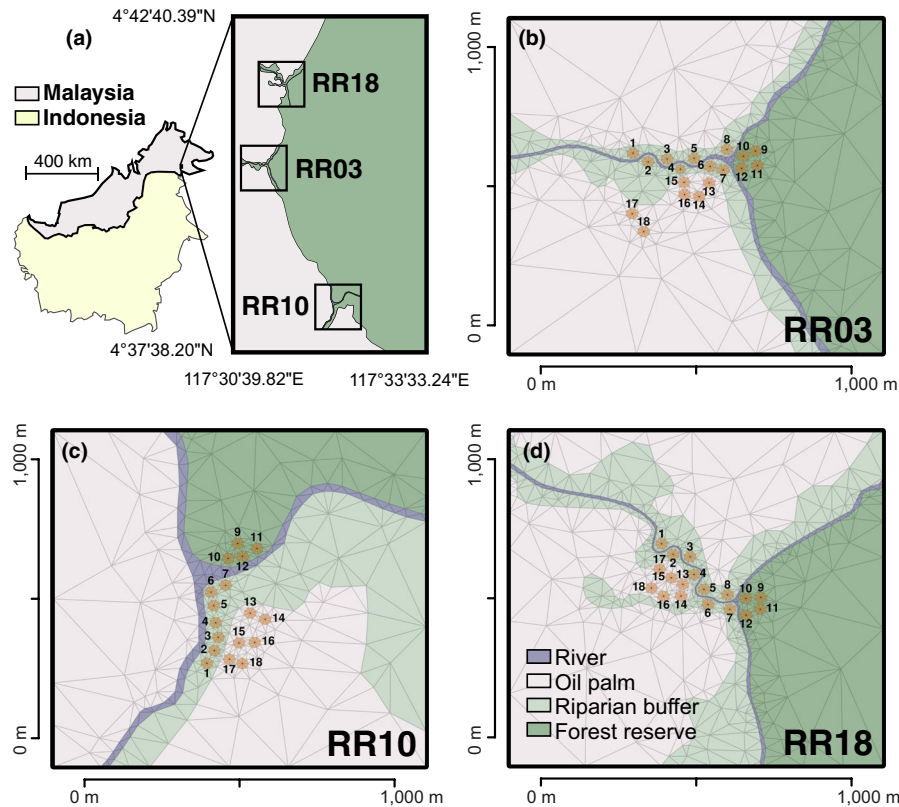 4°42'40.39"N
(a)
RR18
Malaysia
Indonesia
400 km
RR03
RR10
4°37'38.20"N
117°30'39.82"E
117°33'33.24"E
(b)
1,000 m
0 m
1
2
3
4
5
6
7
8
9
10
11
12
13
14
15
16
17
18
RR03
0 m
1,000 m
(c)
1,000 m
0 m
9
10
11
12
7
6
5
4
3
2
1
13
14
15
16
17
18
RR10
0 m
1,000 m
(d)
1,000 m
0 m
1
2
3
17
15
13
4
18
16
14
5
6
8
7
10
9
11
12
River
Oil palm
Riparian buffer
Forest reserve
RR18
0 m
1,000 m